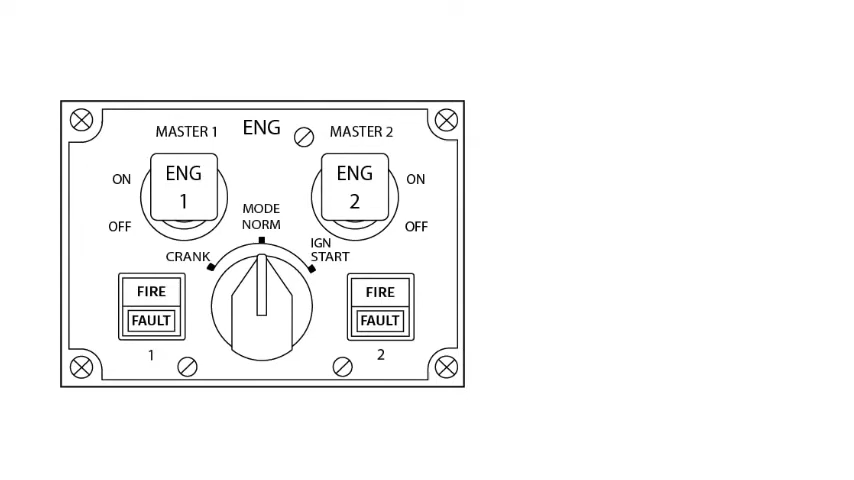 MASTER 1
ENG
MASTER 2
ON
ENG
1
OFF
ENG
2
ON
OFF
MODE
NORM
CRANK
IGN
START
FIRE
FAULT
1
FIRE
FAULT
2